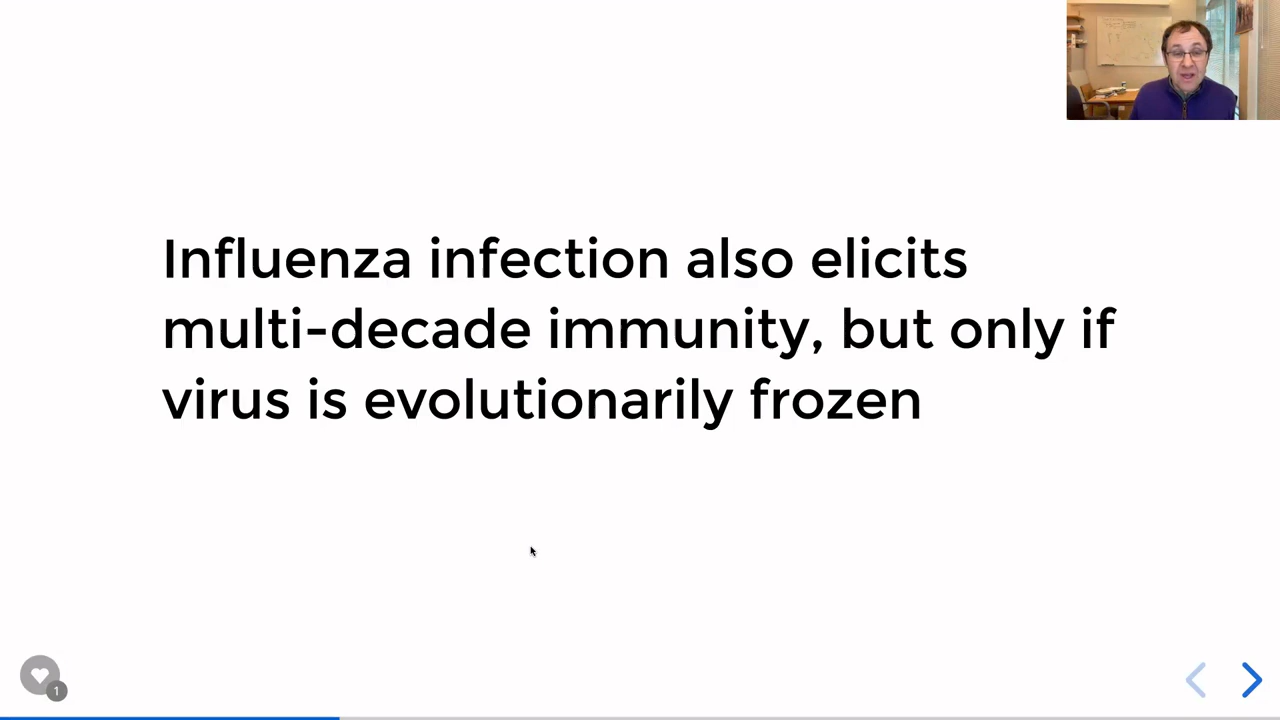 Influenza infection also elicits
multi-decade immunity, but only if
virus is evolutionarily frozen
1